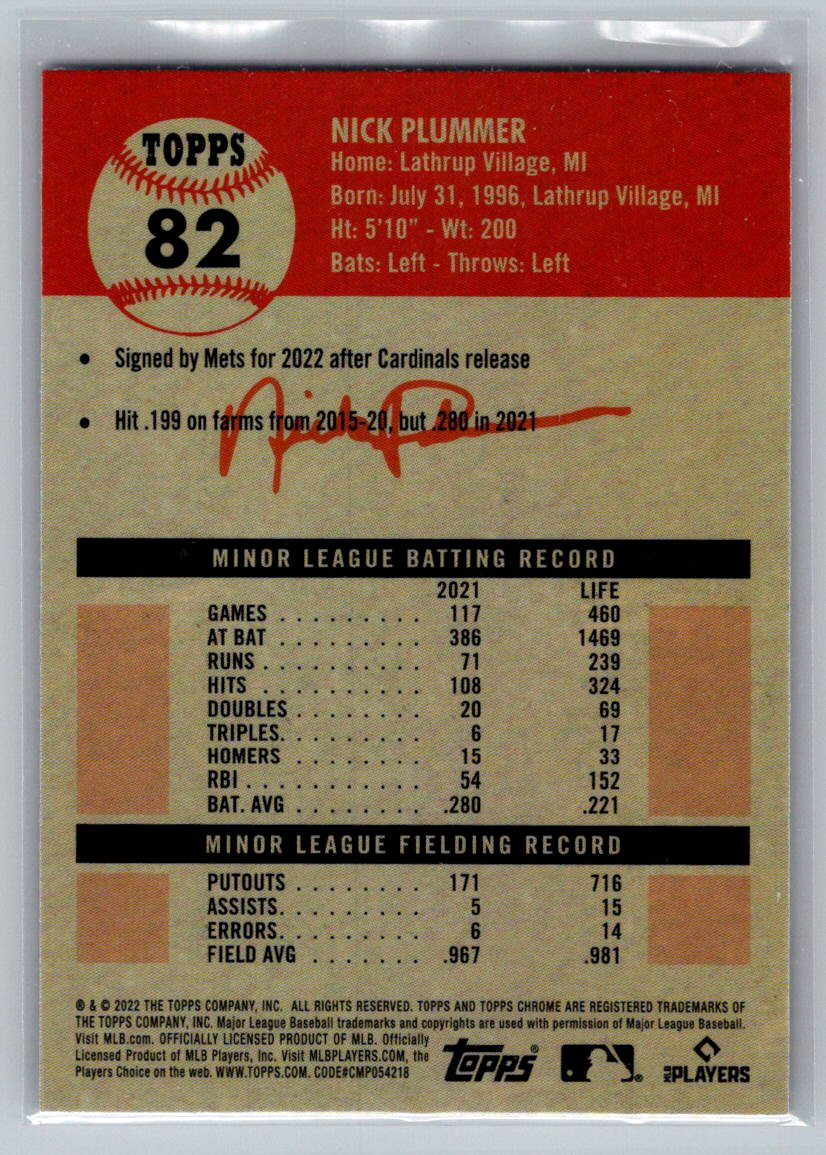 TOPPS
82
NICK PLUMMER
Home: Lathrup Village, MI
Born: July 31, 1996, Lathrup Village, MI
Ht: 5'10" - Wt: 200
Bats: Left - Throws: Left
• Signed by Mets for 2022 after Cardinals release
• Hit .199 on farms from 2015-20, but .280 in 2021
MINOR LEAGUE BATTING RECORD
2021 LIFE
GAMES . . . . . . . . . 117 460
AT BAT . . . . . . . . . 386 1469
RUNS . . . . . . . . . . 71 239
HITS . . . . . . . . . . 108 324
DOUBLES . . . . . . . . 20 69
TRIPLES. . . . . . . . . 6 17
HOMERS . . . . . . . . 15 33
RBI . . . . . . . . . . . 54 152
BAT. AVG . . . . . . . . .280 .221
MINOR LEAGUE FIELDING RECORD
PUTOUTS . . . . . . . . 171 716
ASSISTS. . . . . . . . . 5 15
ERRORS. . . . . . . . . 6 14
FIELD AVG . . . . . . . .967 .981
® & © 2022 THE TOPPS COMPANY, INC. ALL RIGHTS RESERVED. TOPPS AND TOPPS CHROME ARE REGISTERED TRADEMARKS OF
THE TOPPS COMPANY, INC. Major League Baseball trademarks and copyrights are used with permission of Major League Baseball.
Visit MLB.com. OFFICIALLY LICENSED PRODUCT OF MLB. Officially
Licensed Product of MLB Players, Inc. Visit MLBPLAYERS.COM, the
Players Choice on the web. WWW.TOPPS.COM. CODE#CMP054218
Topps®
MLB PLAYERS